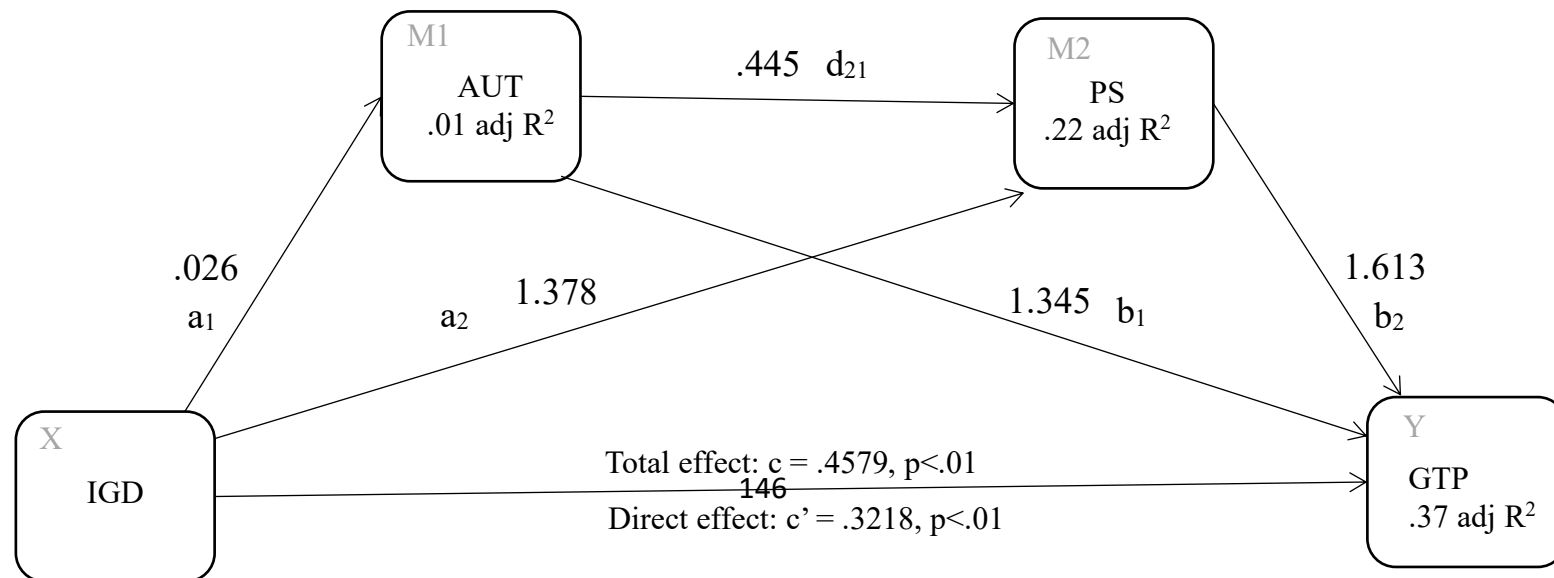 M1
AUT
.01 adj R²
.445 d₂₁
M2
PS
.22 adj R²
.026
a₁
1.378
a₂
1.345 b₁
1.613
b₂
X
IGD
Total effect: c = .4579, p<.01
146
Direct effect: c’ = .3218, p<.01
Y
GTP
.37 adj R²